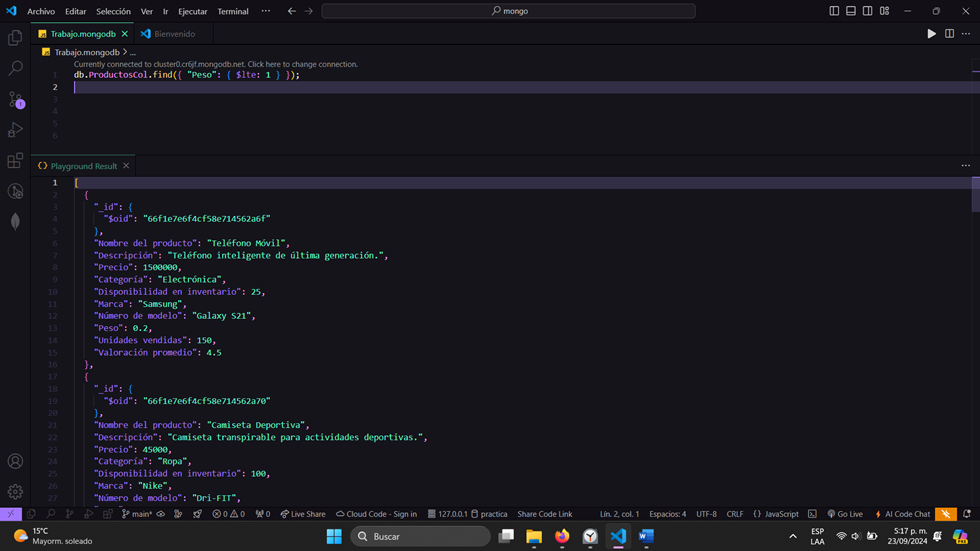 Archivo Editar Selección Ver Ir Ejecutar Terminal ··· mongo
Trabajo.mongodb Bienvenido
Trabajo.mongodb > ...
Currently connected to cluster0.cr6jf.mongodb.net. Click here to change connection.
1 db.ProductosCol.find({ "Peso": { $lte: 1 } });
2
3
4
5
6
Playground Result
1 [
2 {
3 "_id": {
4 "$oid": "66f1e7e6f4cf58e714562a6f"
5 },
6 "Nombre del producto": "Teléfono Móvil",
7 "Descripción": "Teléfono inteligente de última generación.",
8 "Precio": 1500000,
9 "Categoría": "Electrónica",
10 "Disponibilidad en inventario": 25,
11 "Marca": "Samsung",
12 "Número de modelo": "Galaxy S21",
13 "Peso": 0.2,
14 "Unidades vendidas": 150,
15 "Valoración promedio": 4.5
16 },
17 {
18 "_id": {
19 "$oid": "66f1e7e6f4cf58e714562a70"
20 },
21 "Nombre del producto": "Camiseta Deportiva",
22 "Descripción": "Camiseta transpirable para actividades deportivas.",
23 "Precio": 45000,
24 "Categoría": "Ropa",
25 "Disponibilidad en inventario": 100,
26 "Marca": "Nike",
27 "Número de modelo": "Dri-FIT",
main* 0 0 0 Live Share Cloud Code - Sign in 127.0.0.1 practica Share Code Link Lín. 2, col. 1 Espacios: 4 UTF-8 CRLF {} JavaScript Go Live AI Code Chat
15°C
Mayorm. soleado
Buscar
ESP
LAA
5:17 p. m.
23/09/2024